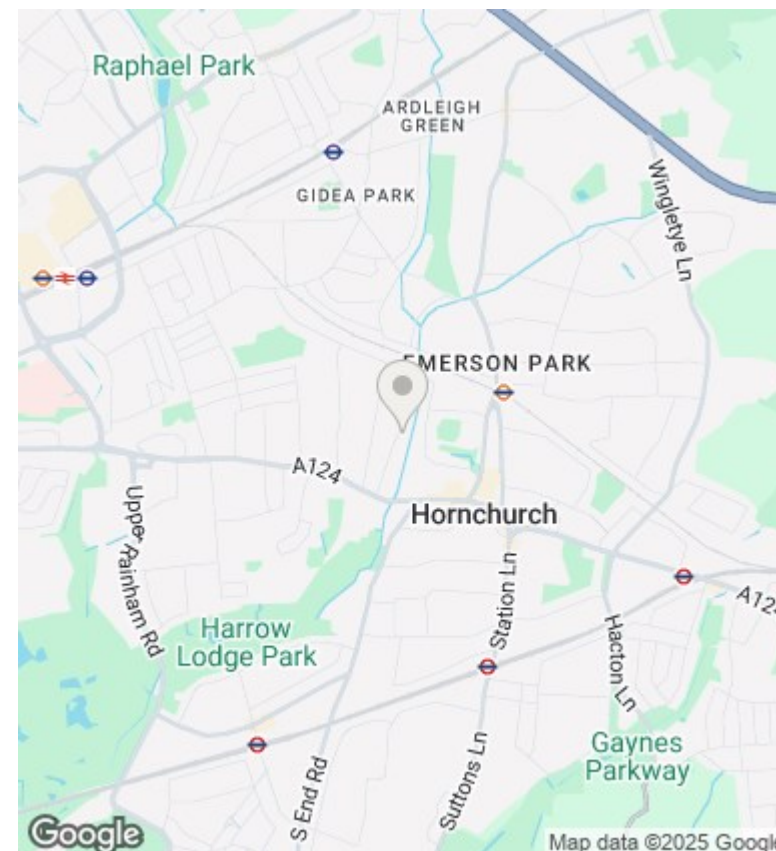 Raphael Park
ARDLEIGH
GREEN
GIDEA PARK
Wingletye Ln
EMERSON PARK
A124
Hornchurch
Upper Rainham Rd
Station Ln
A124
Harrow
Lodge Park
Hacton Ln
Gaynes
Parkway
S End Rd
Suttons Ln
Google
Map data ©2025 Google